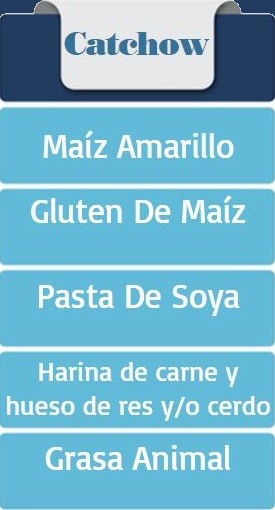 Catchow
Maíz Amarillo
Gluten De Maíz
Pasta De Soya
Harina de carne y
hueso de res y/o cerdo
Grasa Animal